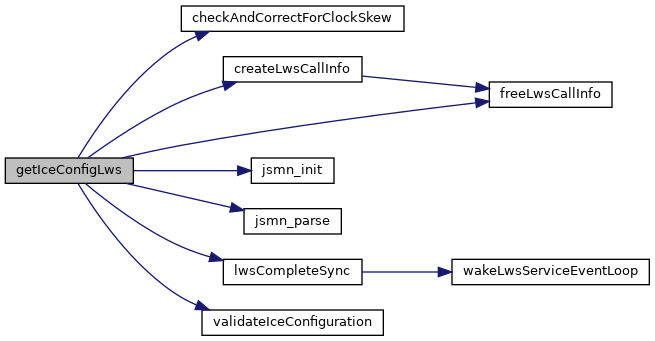 checkAndCorrectForClockSkew
createLwsCallInfo
freeLwsCallInfo
getIceConfigLws
jsmn_init
jsmn_parse
lwsCompleteSync
wakeLwsServiceEventLoop
validateIceConfiguration